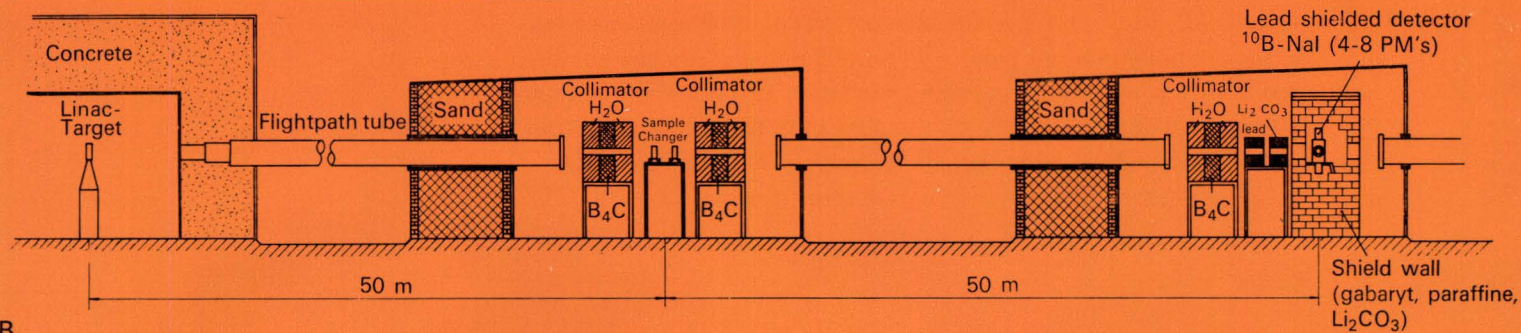 Lead shielded detector
¹⁰B-NaI (4-8 PM's)
Concrete
Linac-
Target
Flightpath tube
Sand
Collimator
H₂O
Sample
Changer
Collimator
H₂O
B₄C
B₄C
Sand
Collimator
H₂O
Li₂ CO₃
lead
B₄C
50 m
50 m
Shield wall
(gabaryt, paraffine,
Li₂CO₃)
B